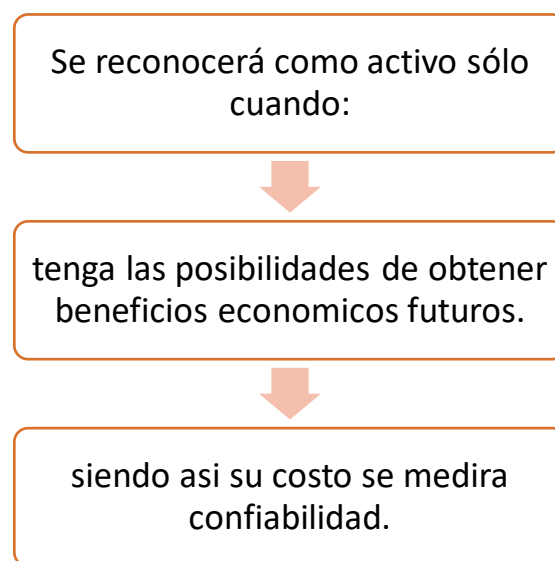 Se reconocerá como activo sólo
cuando:
tenga las posibilidades de obtener
beneficios economicos futuros.
siendo asi su costo se medira
confiabilidad.